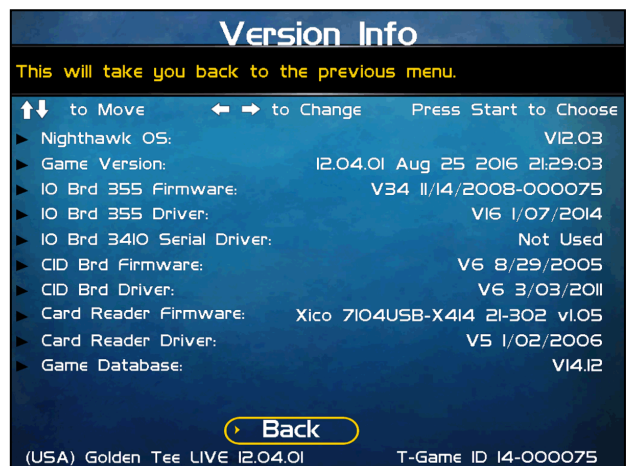 Version Info
This will take you back to the previous menu.
to Move to Change Press Start to Choose
Nighthawk OS: V12.03
Game Version: 12.04.01 Aug 25 2016 21:29:03
IO Brd 355 Firmware: V34 11/14/2008-000075
IO Brd 355 Driver: V16 1/07/2014
IO Brd 3410 Serial Driver: Not Used
CID Brd Firmware: V6 8/29/2005
CID Brd Driver: V6 3/03/2011
Card Reader Firmware: Xico 7104USB-X414 21-302 v1.05
Card Reader Driver: V5 1/02/2006
Game Database: V14.12
Back
(USA) Golden Tee LIVE 12.04.01 T-Game ID 14-000075